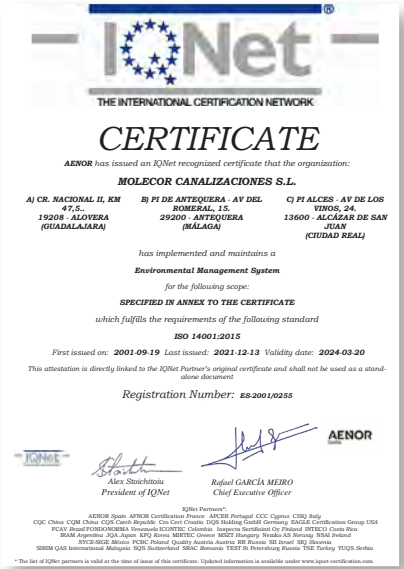 IQNet ®
THE INTERNATIONAL CERTIFICATION NETWORK
CERTIFICATE
AENOR has issued an IQNet recognized certificate that the organization:
MOLECOR CANALIZACIONES S.L.
A) CR. NACIONAL II, KM 47,5..
19208 - ALOVERA
(GUADALAJARA)
B) PI DE ANTEQUERA - AV DEL ROMERAL, 15.
29200 - ANTEQUERA
(MÁLAGA)
C) PI ALCES - AV DE LOS VINOS, 24.
13600 - ALCÁZAR DE SAN JUAN
(CIUDAD REAL)
has implemented and maintains a
Environmental Management System
for the following scope:
SPECIFIED IN ANNEX TO THE CERTIFICATE
which fulfills the requirements of the following standard
ISO 14001:2015
First issued on: 2001-09-19 Last issued: 2021-12-13 Validity date: 2024-03-20
This attestation is directly linked to the IQNet Partner's original certificate and shall not be used as a stand-
alone document
Registration Number: ES-2001/0255
IQNet
AENOR
Alex Stoichitoiu
President of IQNet
Rafael GARCÍA MEIRO
Chief Executive Officer
IQNet Partners*:
AENOR Spain AFNOR Certification France APCER Portugal CCC Cyprus CISQ Italy
CQC China CQM China CQS Czech Republic Cro Cert Croatia DQS Holding GmbH Germany EAGLE Certification Group USA
FCAV Brazil FONDONORMA Venezuela ICONTEC Colombia Inspecta Sertifiointi Oy Finland INTECO Costa Rica
IRAM Argentina JQA Japan KFQ Korea MIRTEC Greece MSZT Hungary Nemko AS Norway NSAI Ireland
NYCE-SIGE México PCBC Poland Quality Austria Austria RR Russia SII Israel SIQ Slovenia
SIRIM QAS International Malaysia SQS Switzerland SRAC Romania TEST St Petersburg Russia TSE Turkey YUQS Serbia
* The list of IQNet partners is valid at the time of issue of this certificate. Updated information is available under www.iqnet-certification.com